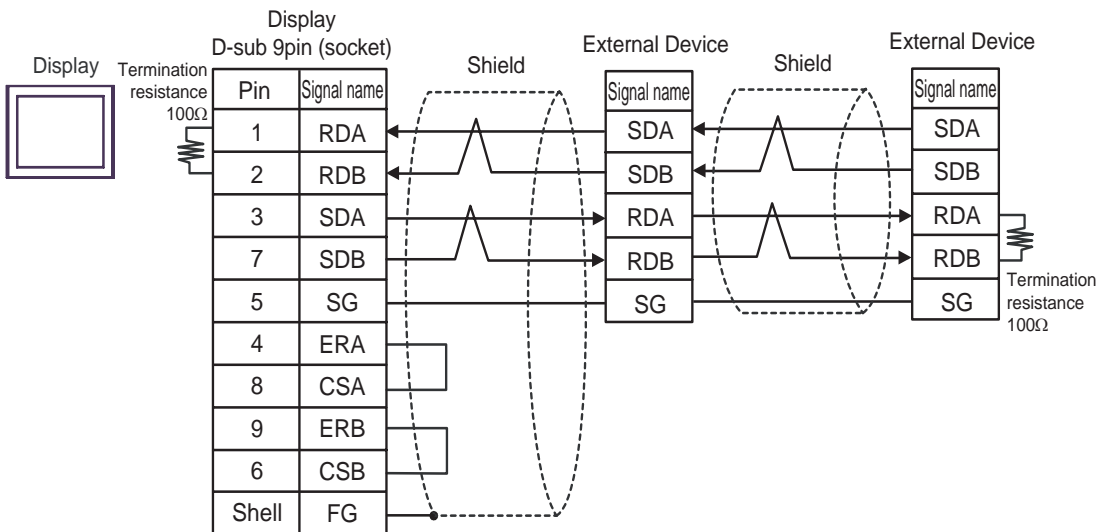 Display
Display
D-sub 9pin (socket)
Termination
resistance
100Ω
Pin Signal name
1 RDA
2 RDB
3 SDA
7 SDB
5 SG
4 ERA
8 CSA
9 ERB
6 CSB
Shell FG
Shield
External Device
Signal name
SDA
SDB
RDA
RDB
SG
Shield
External Device
Signal name
SDA
SDB
RDA
RDB
SG
Termination
resistance
100Ω